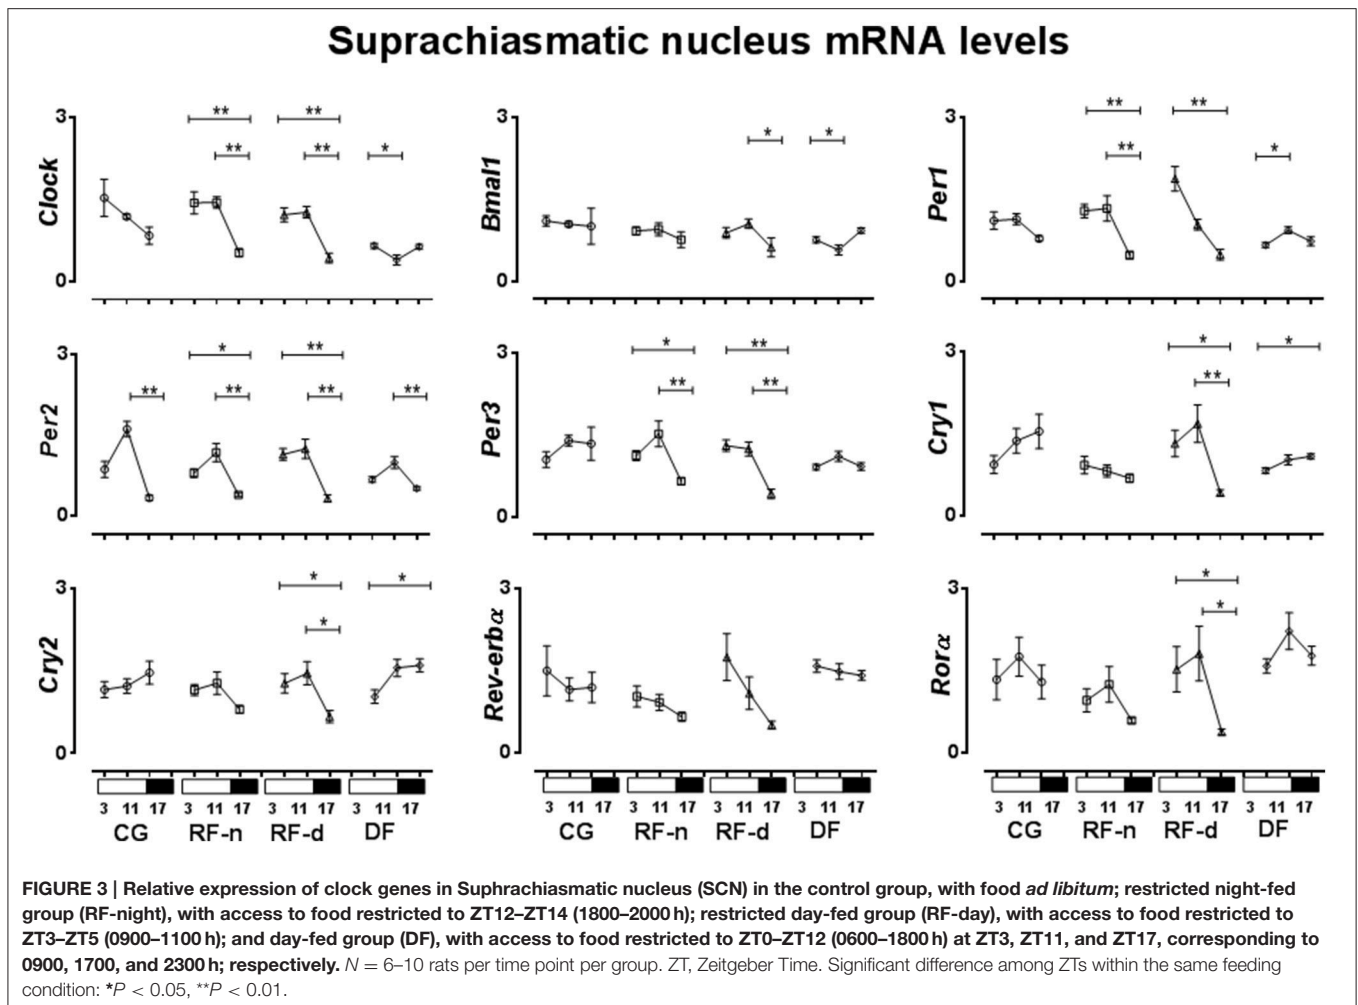 Suprachiasmatic nucleus mRNA levels
Clock
3
0
** **
** ** *
Bmal1
3
0
* *
Per1
3
0
** **
** *
Per2
3
0
* **
** ** ** **
Per3
3
0
* **
** **
Cry1
3
0
* *
**
Cry2
3
0
* *
*
Rev-erbα
3
0
Rorα
3
0
*
*
3 11 17 3 11 17 3 11 17 3 11 17
CG RF-n RF-d DF
3 11 17 3 11 17 3 11 17 3 11 17
CG RF-n RF-d DF
3 11 17 3 11 17 3 11 17 3 11 17
CG RF-n RF-d DF
FIGURE 3 | Relative expression of clock genes in Suphrachiasmatic nucleus (SCN) in the control group, with food ad libitum; restricted night-fed
group (RF-night), with access to food restricted to ZT12–ZT14 (1800–2000 h); restricted day-fed group (RF-day), with access to food restricted to
ZT3–ZT5 (0900–1100 h); and day-fed group (DF), with access to food restricted to ZT0–ZT12 (0600–1800 h) at ZT3, ZT11, and ZT17, corresponding to
0900, 1700, and 2300 h; respectively. N = 6–10 rats per time point per group. ZT, Zeitgeber Time. Significant difference among ZTs within the same feeding
condition: *P < 0.05, **P < 0.01.